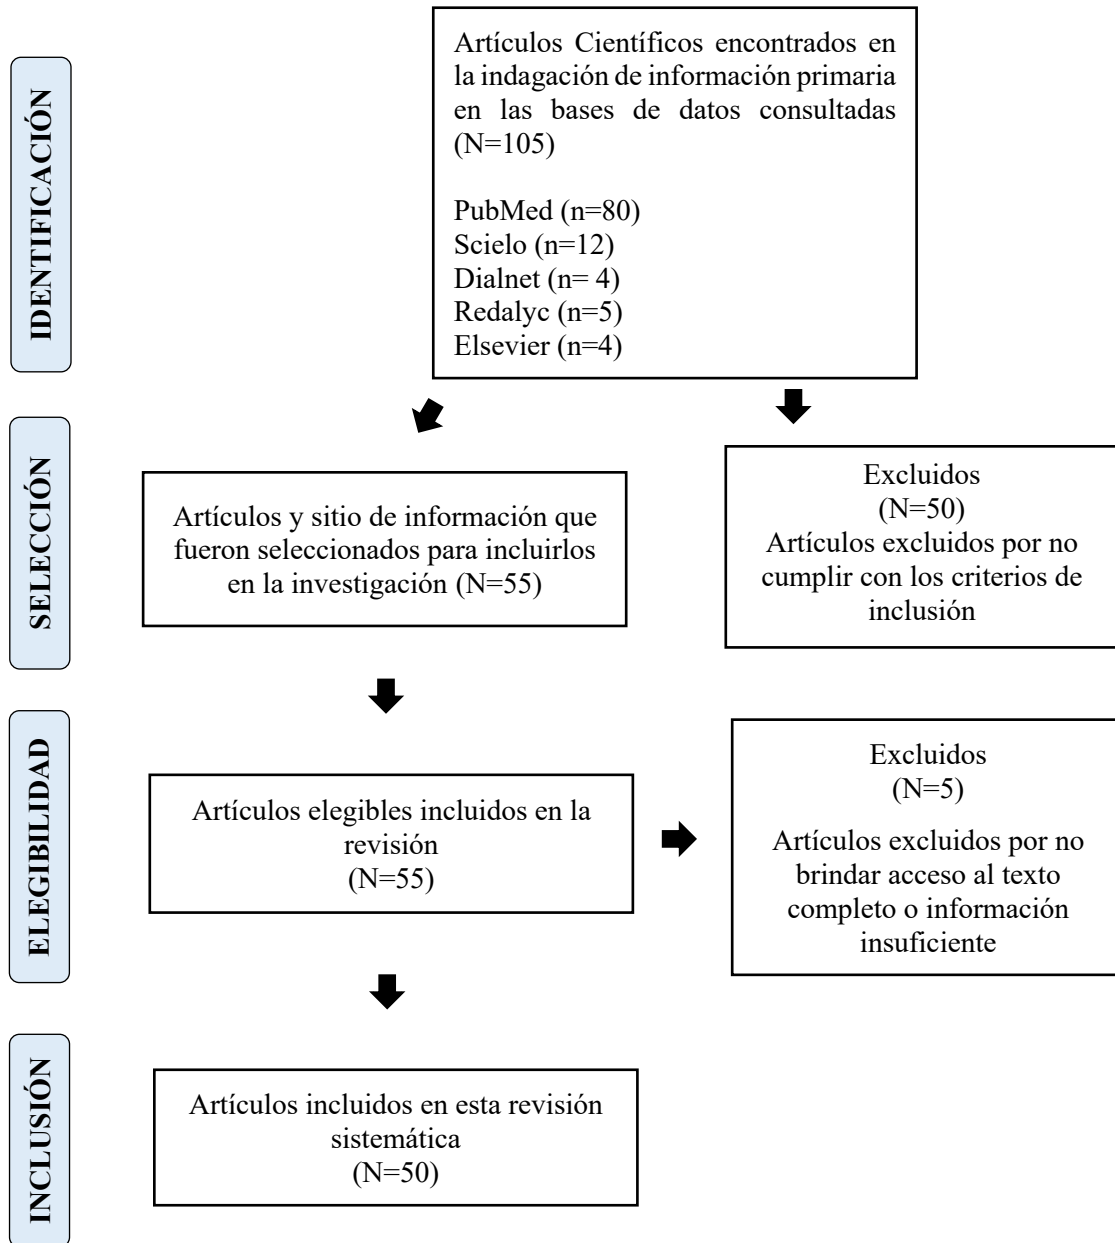 IDENTIFICACIÓN
Artículos Científicos encontrados en
la indagación de información primaria
en las bases de datos consultadas
(N=105)
PubMed (n=80)
Scielo (n=12)
Dialnet (n= 4)
Redalyc (n=5)
Elsevier (n=4)
SELECCIÓN
Artículos y sitio de información que
fueron seleccionados para incluirlos
en la investigación (N=55)
Excluidos
(N=50)
Artículos excluidos por no
cumplir con los criterios de
inclusión
ELEGIBILIDAD
Artículos elegibles incluidos en la
revisión
(N=55)
Excluidos
(N=5)
Artículos excluidos por no
brindar acceso al texto
completo o información
insuficiente
INCLUSIÓN
Artículos incluidos en esta revisión
sistemática
(N=50)